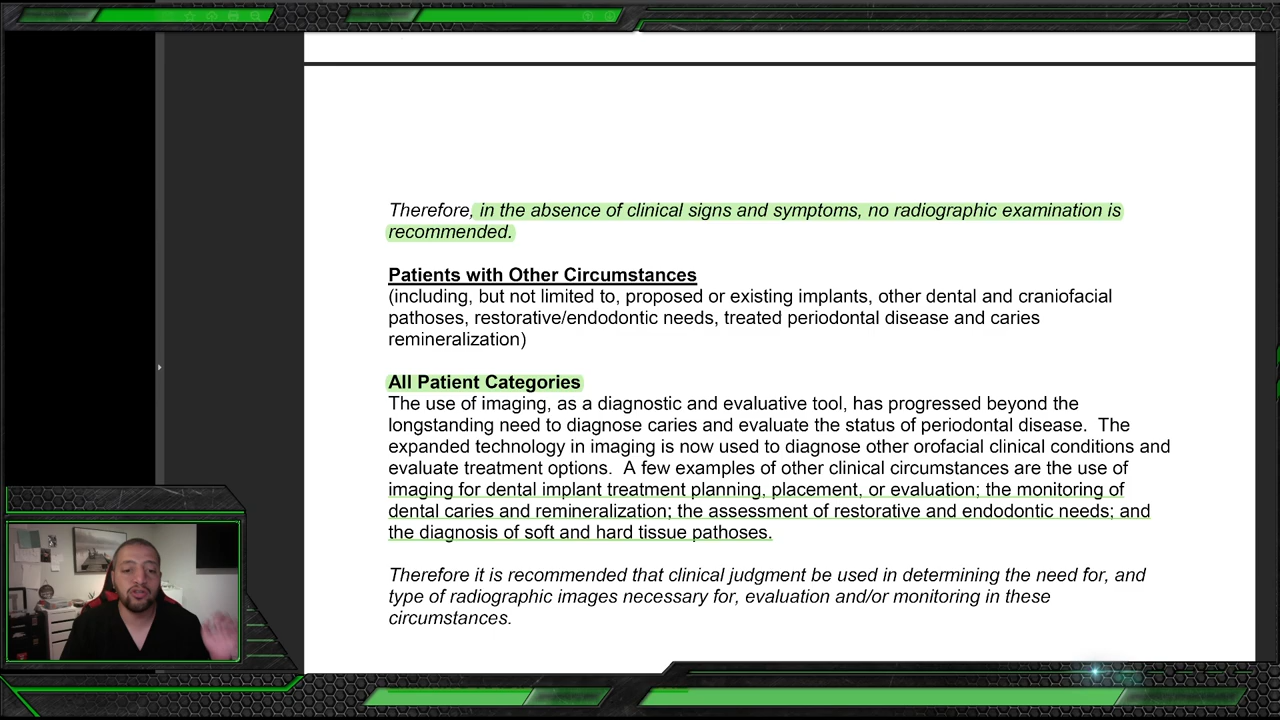 Therefore, in the absence of clinical signs and symptoms, no radiographic examination is
recommended.
Patients with Other Circumstances
(including, but not limited to, proposed or existing implants, other dental and craniofacial
pathoses, restorative/endodontic needs, treated periodontal disease and caries
remineralization)
All Patient Categories
The use of imaging, as a diagnostic and evaluative tool, has progressed beyond the
longstanding need to diagnose caries and evaluate the status of periodontal disease.  The
expanded technology in imaging is now used to diagnose other orofacial clinical conditions and
evaluate treatment options.  A few examples of other clinical circumstances are the use of
imaging for dental implant treatment planning, placement, or evaluation; the monitoring of
dental caries and remineralization; the assessment of restorative and endodontic needs; and
the diagnosis of soft and hard tissue pathoses.
Therefore it is recommended that clinical judgment be used in determining the need for, and
type of radiographic images necessary for, evaluation and/or monitoring in these
circumstances.